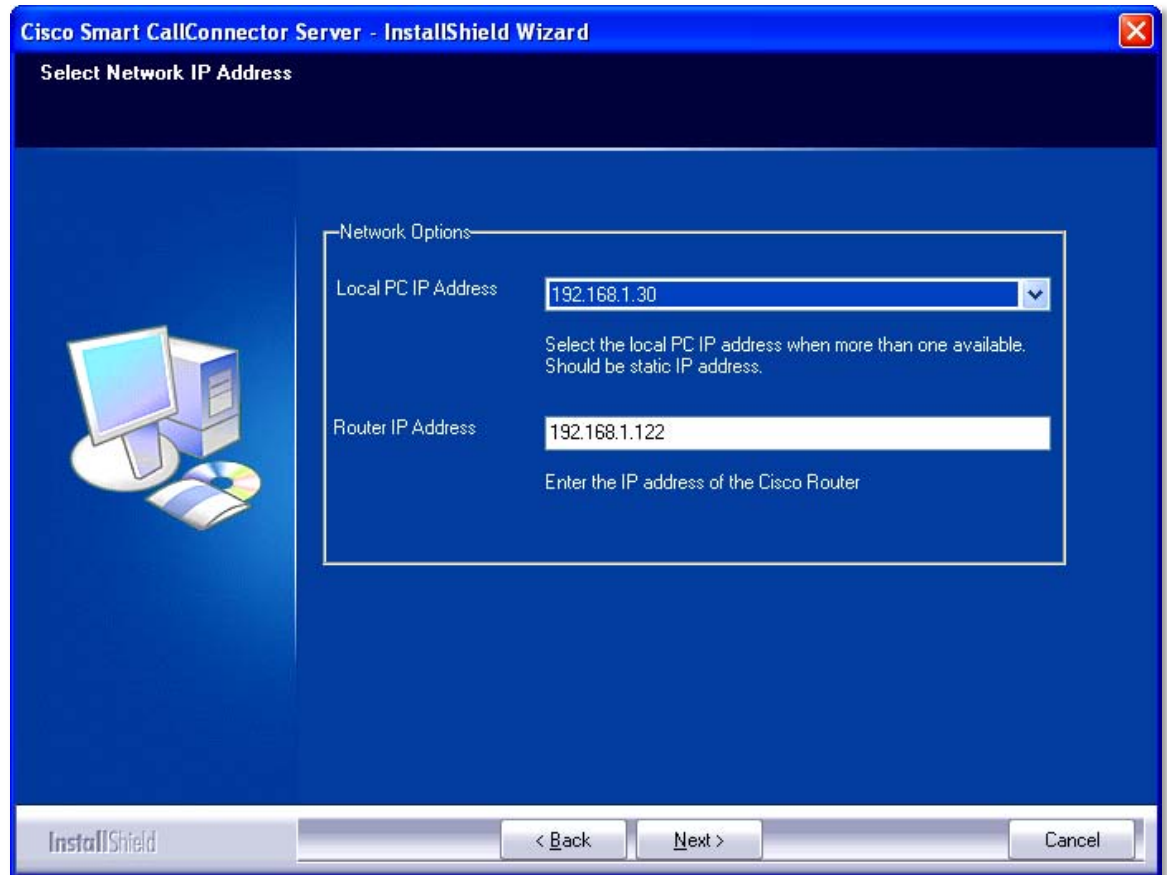 Cisco Smart CallConnector Server - InstallShield Wizard
Select Network IP Address
Network Options
Local PC IP Address
192.168.1.30
Select the local PC IP address when more than one available.
Should be static IP address.
Router IP Address
192.168.1.122
Enter the IP address of the Cisco Router
InstallShield
< Back
Next >
Cancel